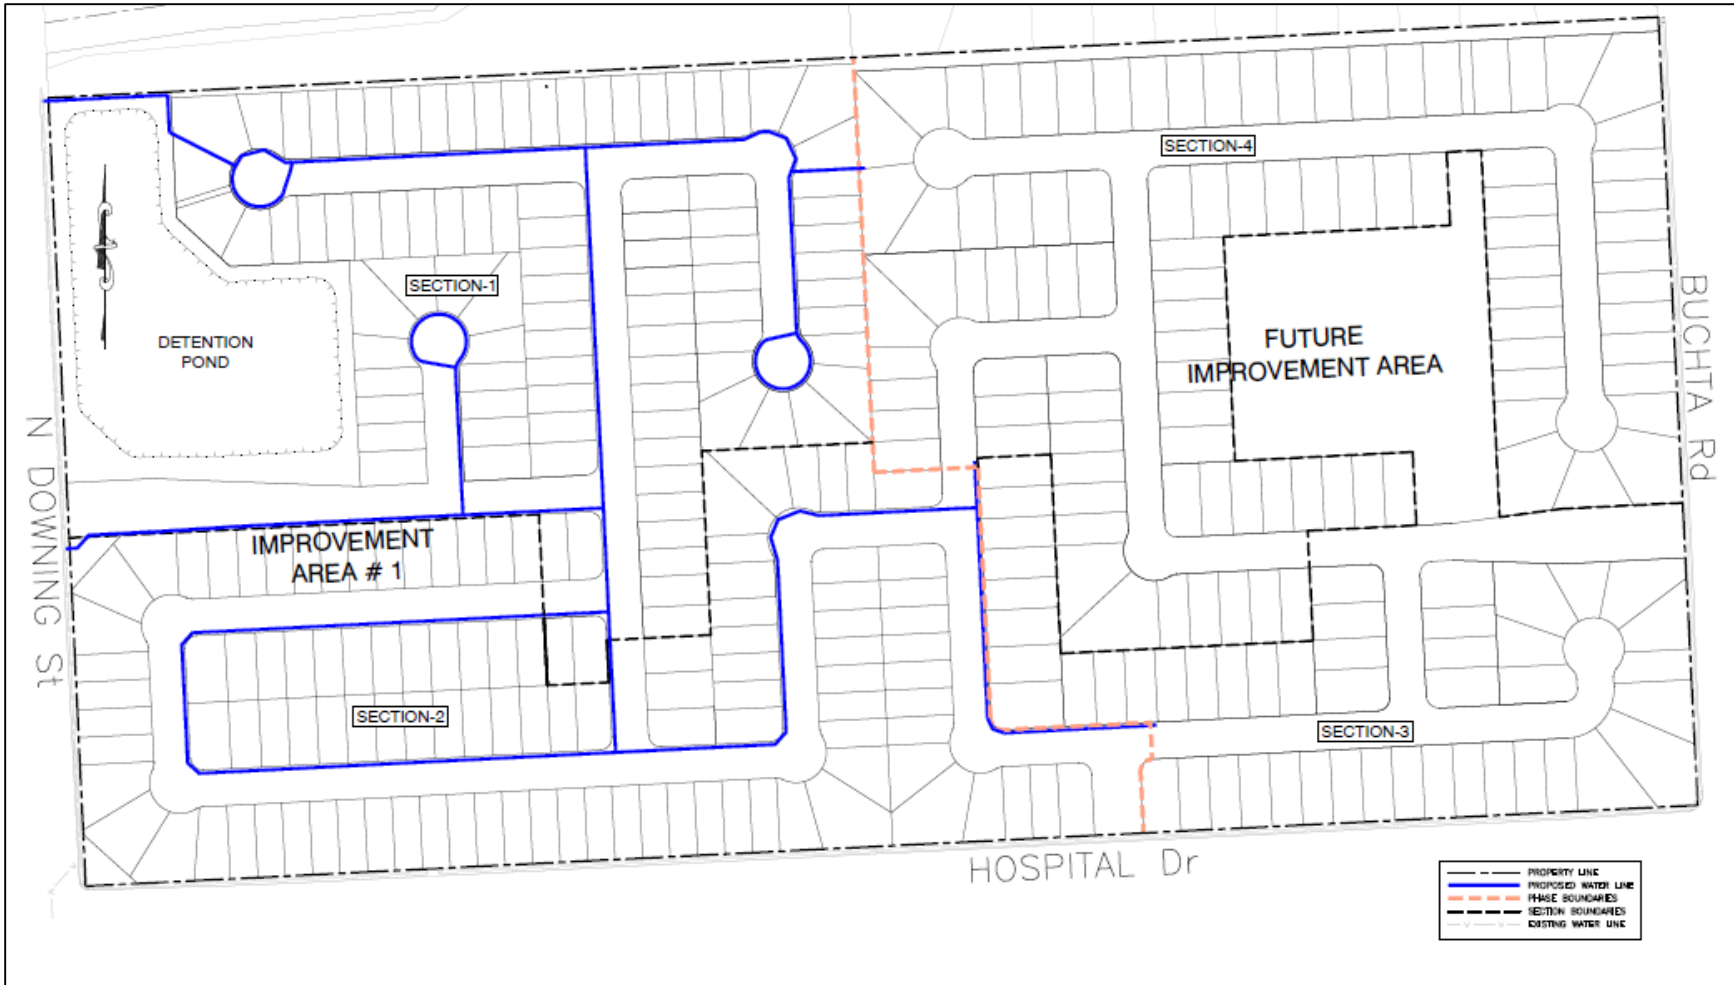 SECTION-4
SECTION-1
DETENTION
POND
FUTURE
IMPROVEMENT AREA
BUCHTA Rd
N DOWNING St
IMPROVEMENT
AREA # 1
SECTION-2
SECTION-3
HOSPITAL Dr
PROPERTY LINE
PROPOSED WATER LINE
PHASE BOUNDARIES
SECTION BOUNDARIES
EXISTING WATER LINE